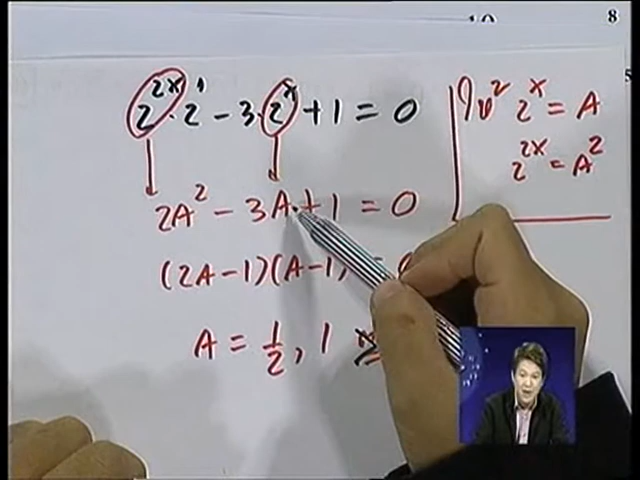 8
2^{2x}·2^1 - 3·2^x + 1 = 0
2^x = A
2^{2x} = A^2
2A^2 - 3A + 1 = 0
(2A-1)(A-1) =
A = 1/2, 1